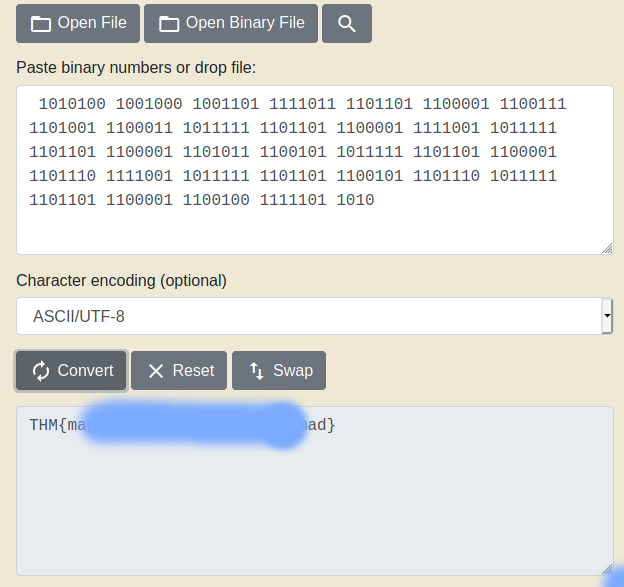 Open File Open Binary File
Paste binary numbers or drop file:
1010100 1001000 1001101 1111011 1101101 1100001 1100111
1101001 1100011 1011111 1101101 1100001 1111001 1011111
1101101 1100001 1101011 1100101 1011111 1101101 1100001
1101110 1111001 1011111 1101101 1100101 1101110 1011111
1101101 1100001 1100100 1111101 1010
Character encoding (optional)
ASCII/UTF-8
Convert Reset Swap
THM{ma ad}